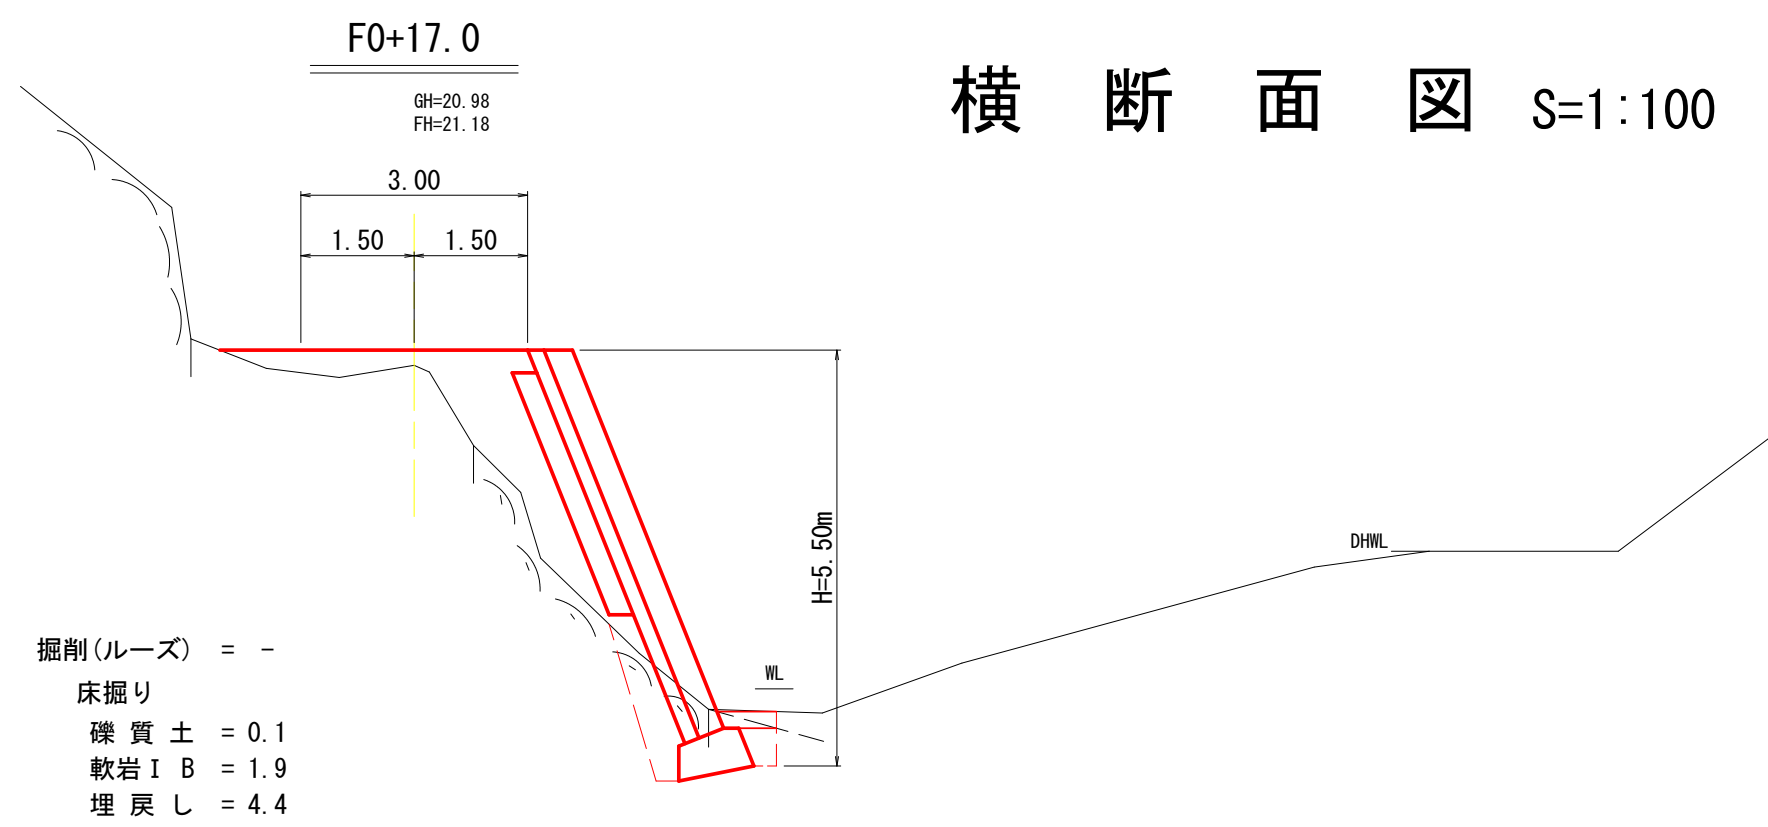 F0+17.0
横 断 面 図 S=1:100
GH=20.98
FH=21.18
3.00
1.50 1.50
H=5.50m
DHWL
WL
掘削(ルーズ) = -
床掘り
礫 質 土 = 0.1
軟岩Ⅰ B = 1.9
埋 戻 し = 4.4